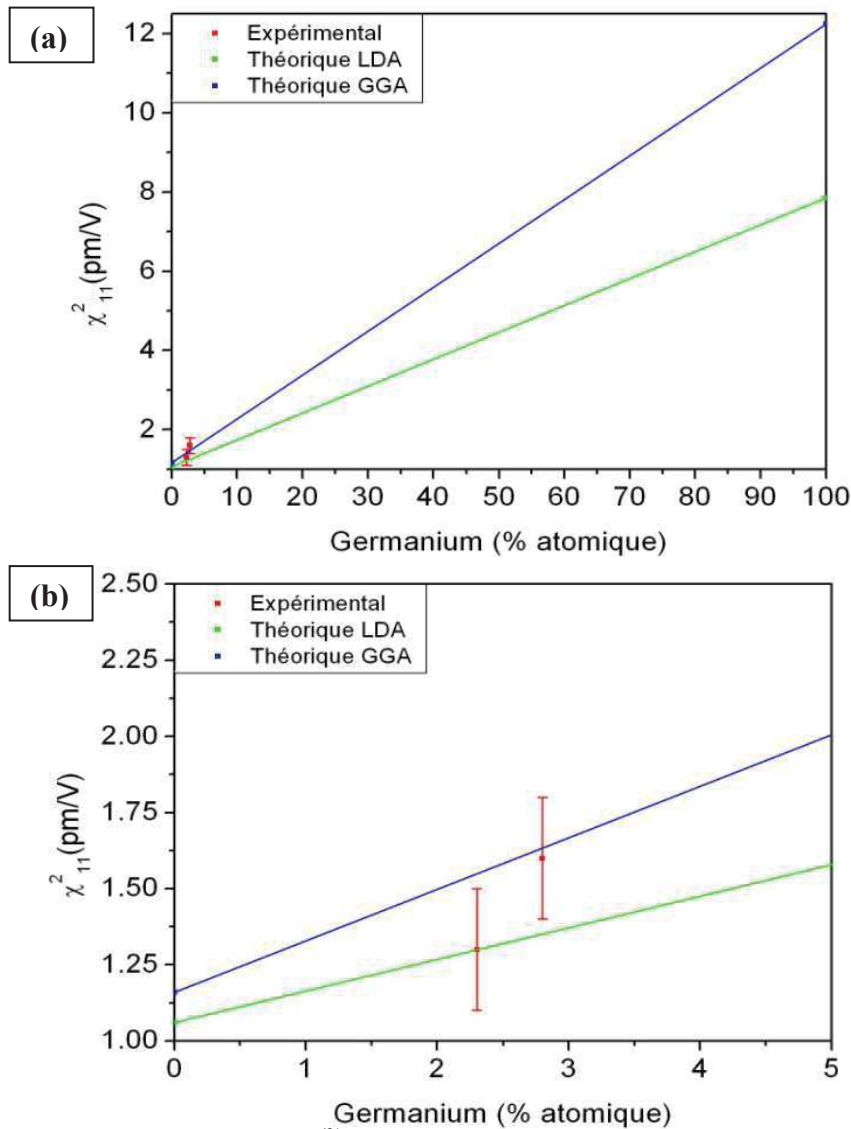 (a)
Expérimental
Théorique LDA
Théorique GGA
12
10
8
6
4
2
χ²₁₁(pm/V)
0 10 20 30 40 50 60 70 80 90 100
Germanium (% atomique)
(b)
Expérimental
Théorique LDA
Théorique GGA
2.50
2.25
2.00
1.75
1.50
1.25
1.00
χ²₁₁(pm/V)
0 1 2 3 4 5
Germanium (% atomique)